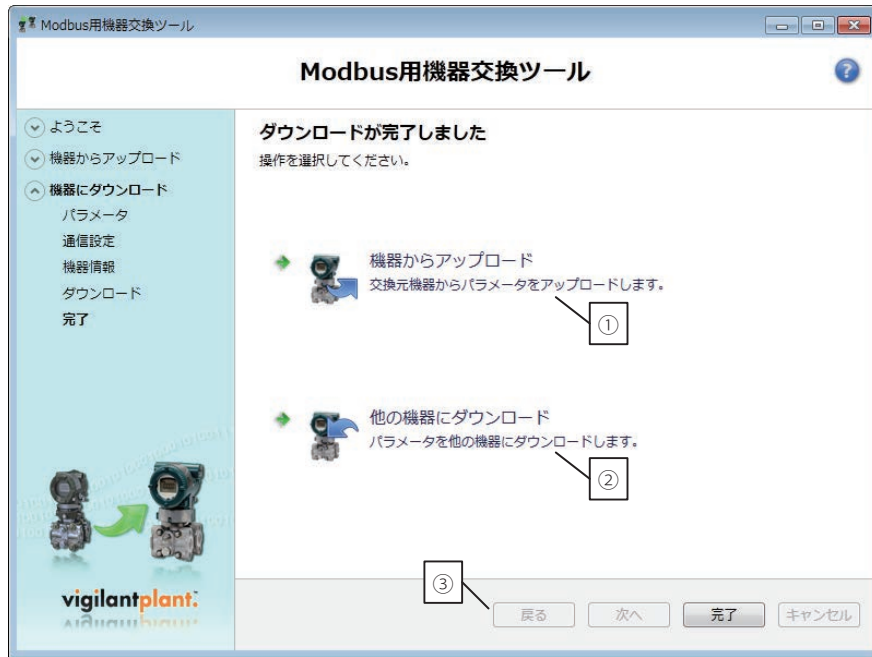 Modbus用機器交換ツール
Modbus用機器交換ツール
?
ようこそ
機器からアップロード
機器にダウンロード
パラメータ
通信設定
機器情報
ダウンロード
完了
vigilantplant.
ダウンロードが完了しました
操作を選択してください。
機器からアップロード
交換元機器からパラメータをアップロードします。
①
他の機器にダウンロード
パラメータを他の機器にダウンロードします。
②
③
戻る 次へ 完了 キャンセル